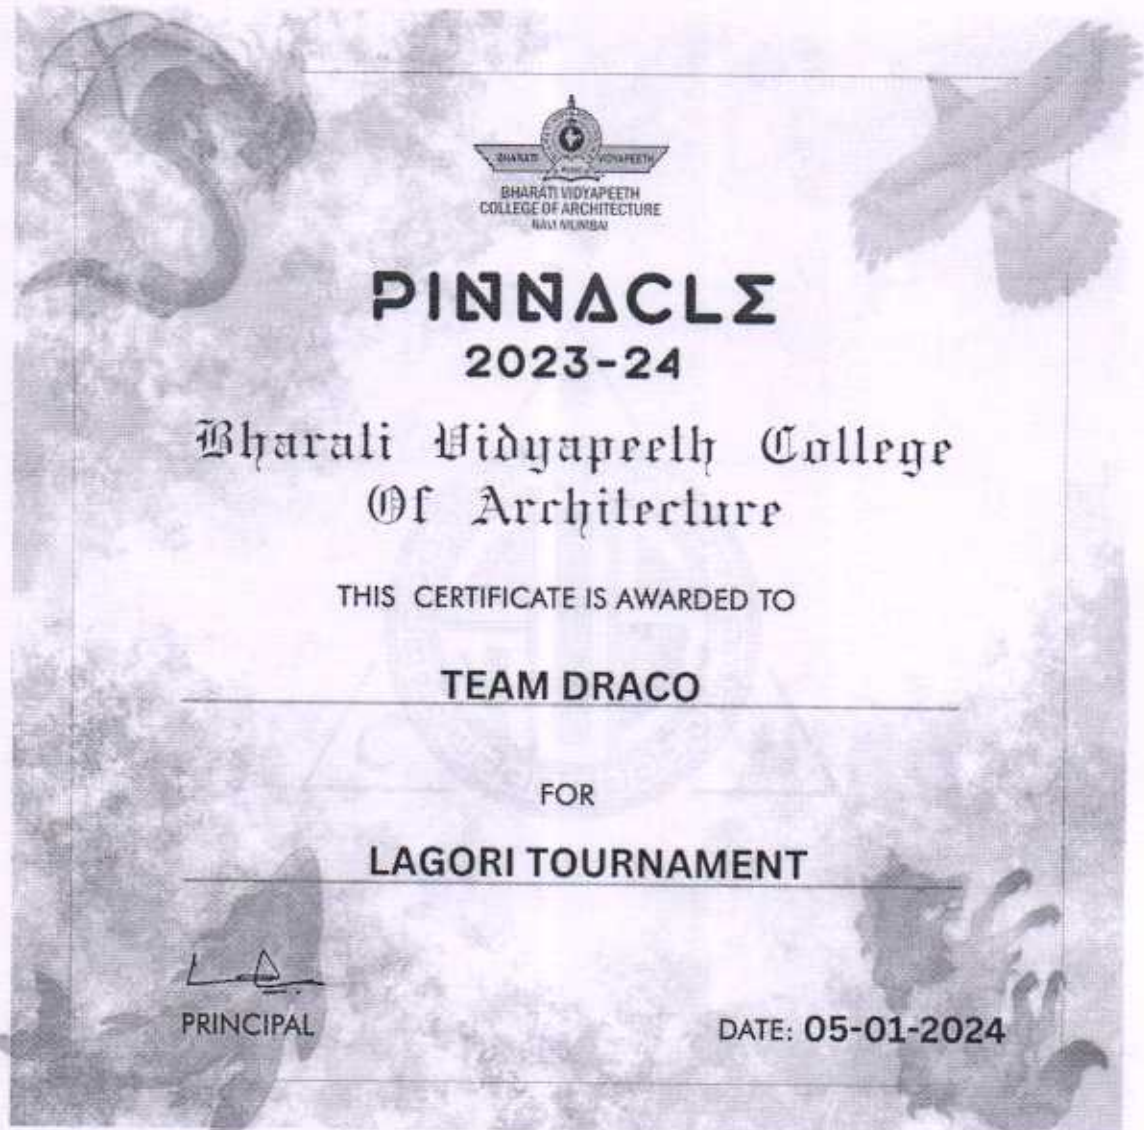 BHARATI VIDYAPEETH
BHARATI VIDYAPEETH
COLLEGE OF ARCHITECTURE
NAVI MUMBAI
PINNACLE
2023-24
Bharati Vidyapeeth College
Of Architecture
THIS CERTIFICATE IS AWARDED TO
TEAM DRACO
FOR
LAGORI TOURNAMENT
PRINCIPAL
DATE: 05-01-2024